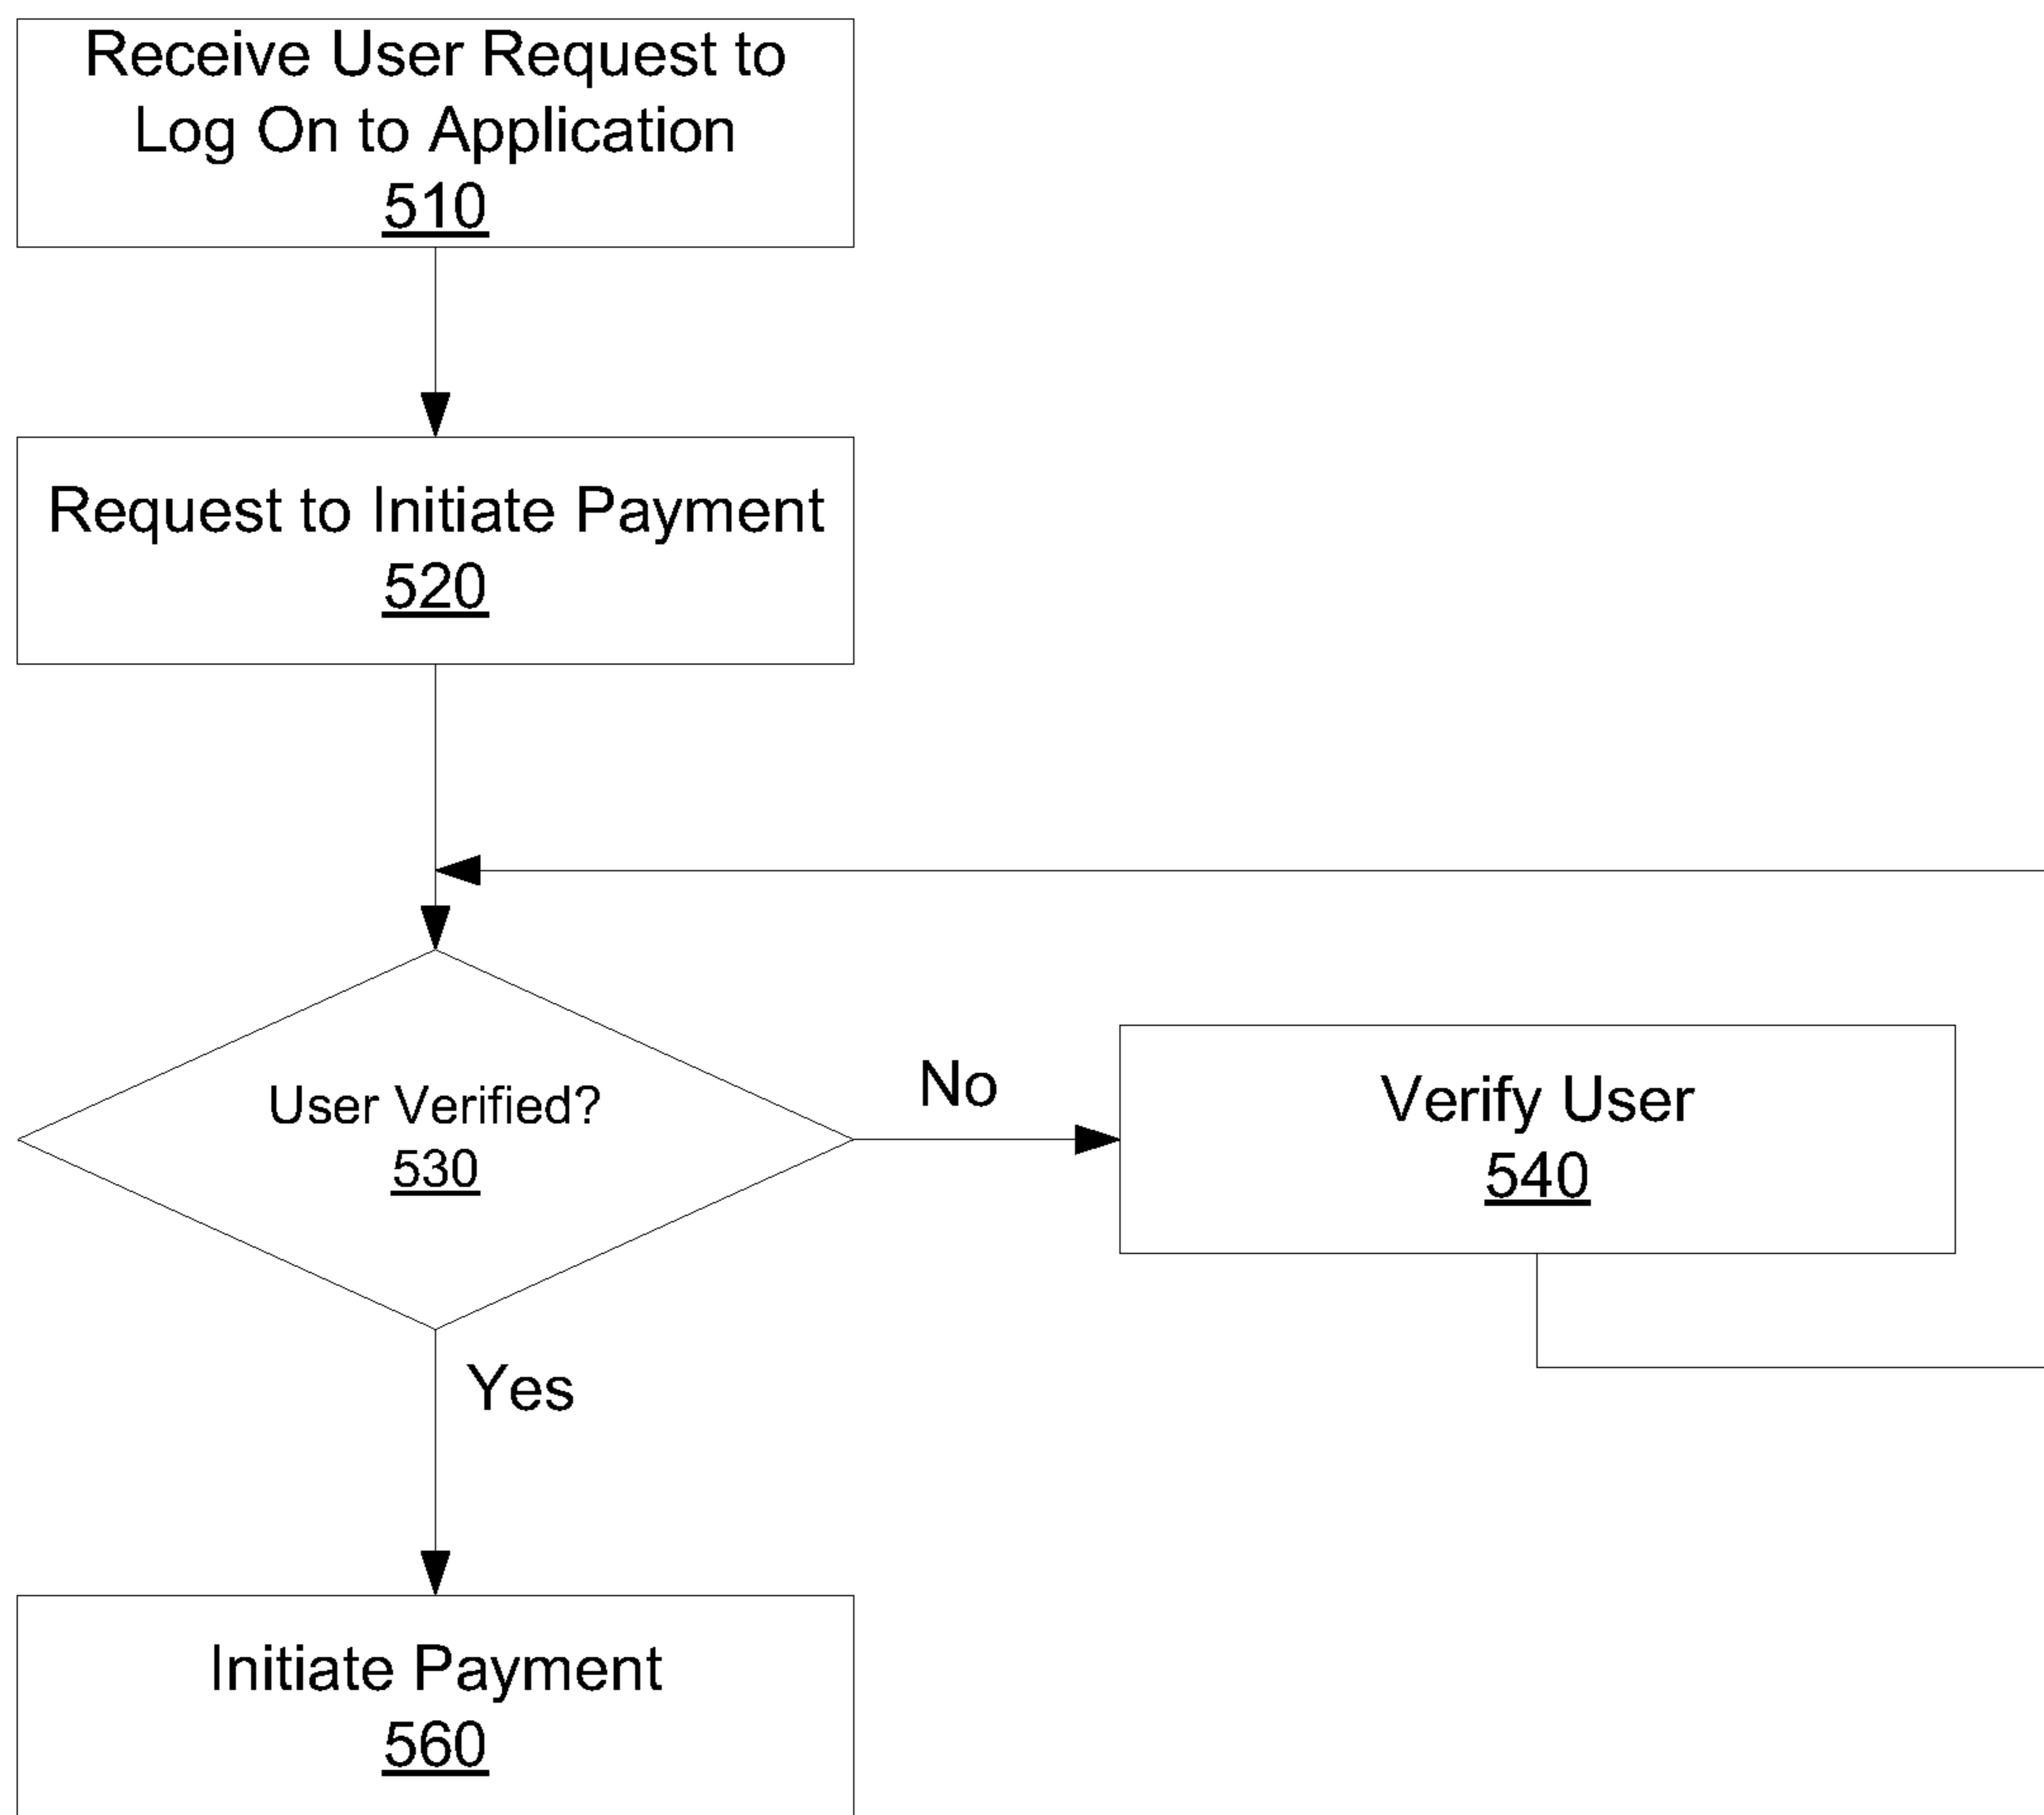 Receive User Request to
Log On to Application
510
Request to Initiate Payment
520
User Verified?
530
No
Verify User
540
Yes
Initiate Payment
560